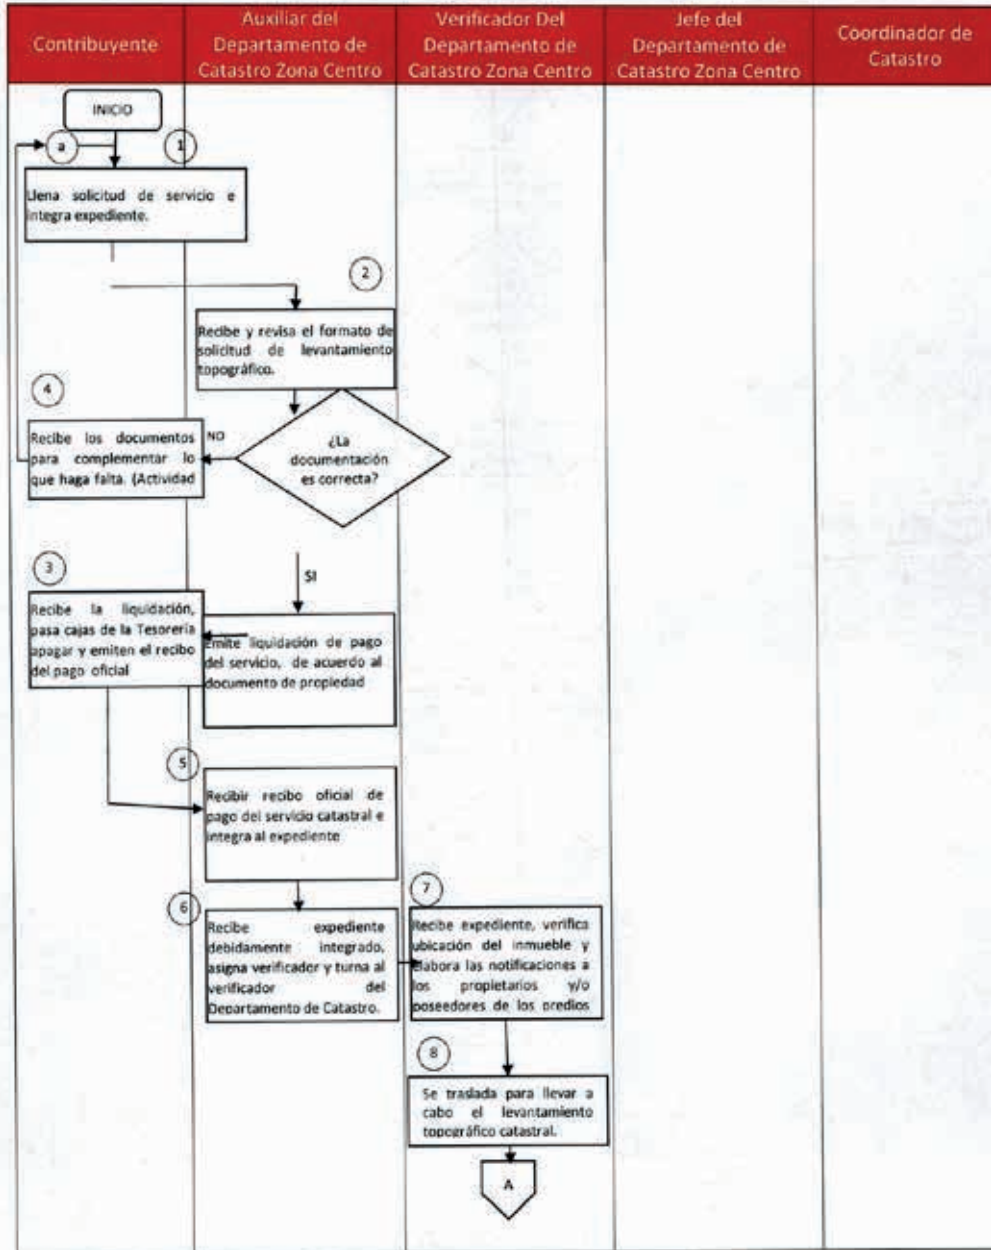 Contribuyente
Auxiliar del
Departamento de
Catastro Zona Centro
Verificador Del
Departamento de
Catastro Zona Centro
Jefe del
Departamento de
Catastro Zona Centro
Coordinador de
Catastro
INICIO
a
1
Llena solicitud de servicio e
integra expediente.
2
Recibe y revisa el formato de
solicitud de levantamiento
topográfico.
4
Recibe los documentos
para complementar lo
que haga falta. (Actividad
NO
¿La
documentación
es correcta?
3
SI
Recibe la liquidación,
pasa cajas de la Tesorería
apagar y emiten el recibo
del pago oficial
Emite liquidación de pago
del servicio, de acuerdo al
documento de propiedad
5
Recibir recibo oficial de
pago del servicio catastral e
integra al expediente
6
Recibe expediente
debidamente integrado,
asigna verificador y turna al
verificador del
Departamento de Catastro.
7
Recibe expediente, verifica
ubicación del inmueble y
elabora las notificaciones a
los propietarios y/o
poseedores de los predios
8
Se traslada para llevar a
cabo el levantamiento
topográfico catastral.
A